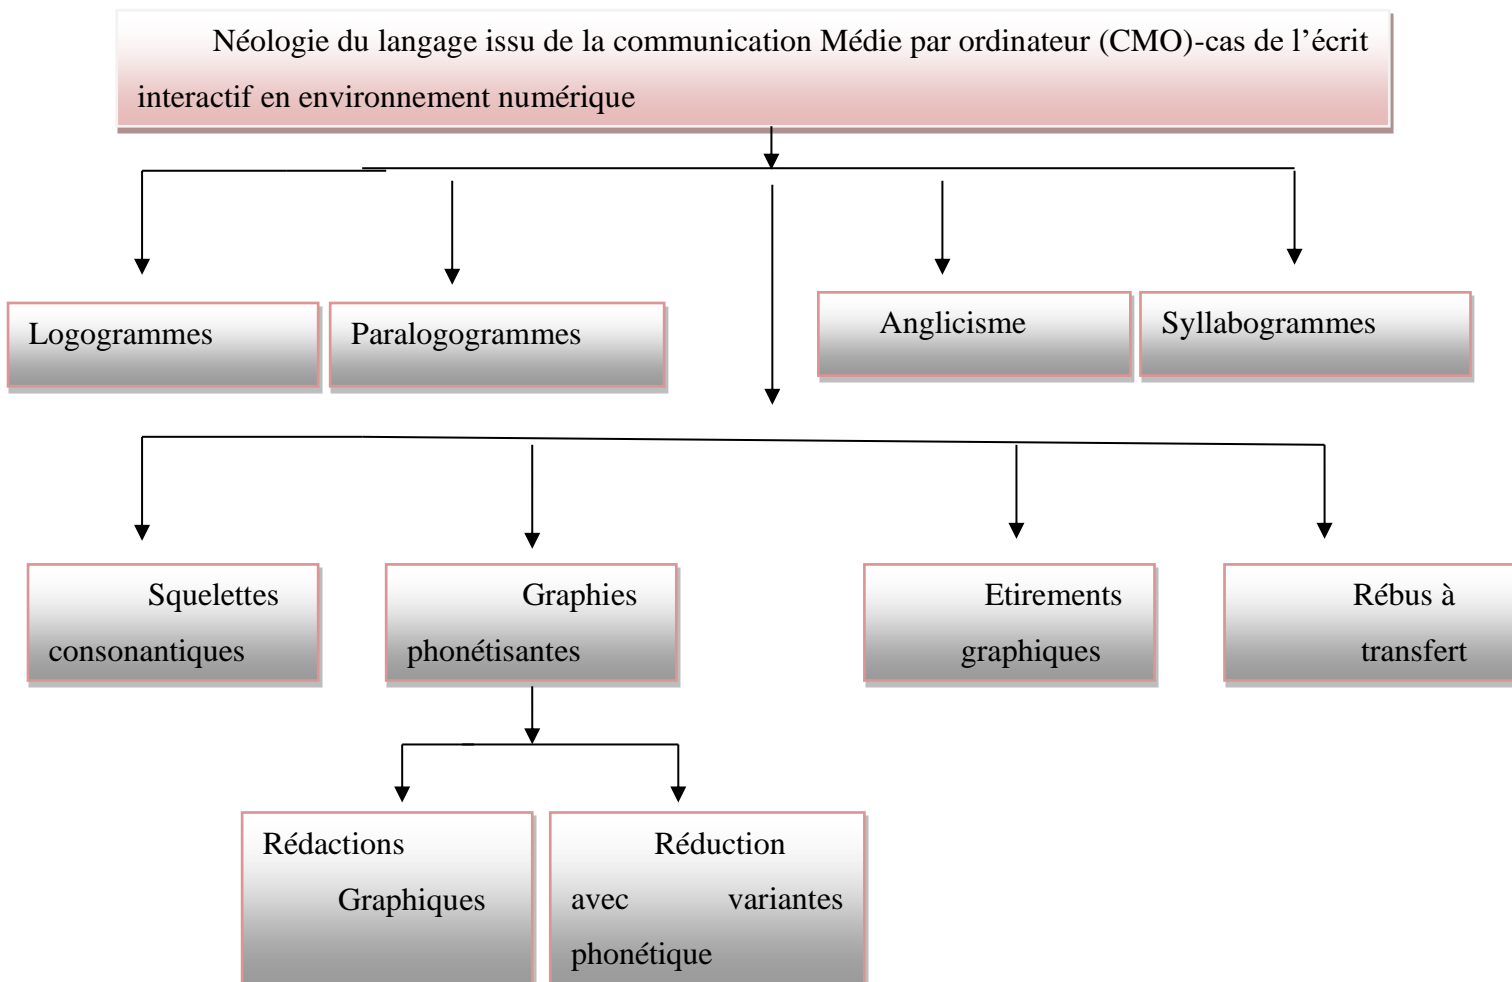 Néologie du langage issu de la communication Médie par ordinateur (CMO)-cas de l’écrit
interactif en environnement numérique
Logogrammes
Paralogogrammes
Anglicisme
Syllabogrammes
Squelettes
consonantiques
Graphies
phonétisantes
Etirements
graphiques
Rébus à
transfert
Rédactions
Graphiques
Réduction
avec variantes
phonétique